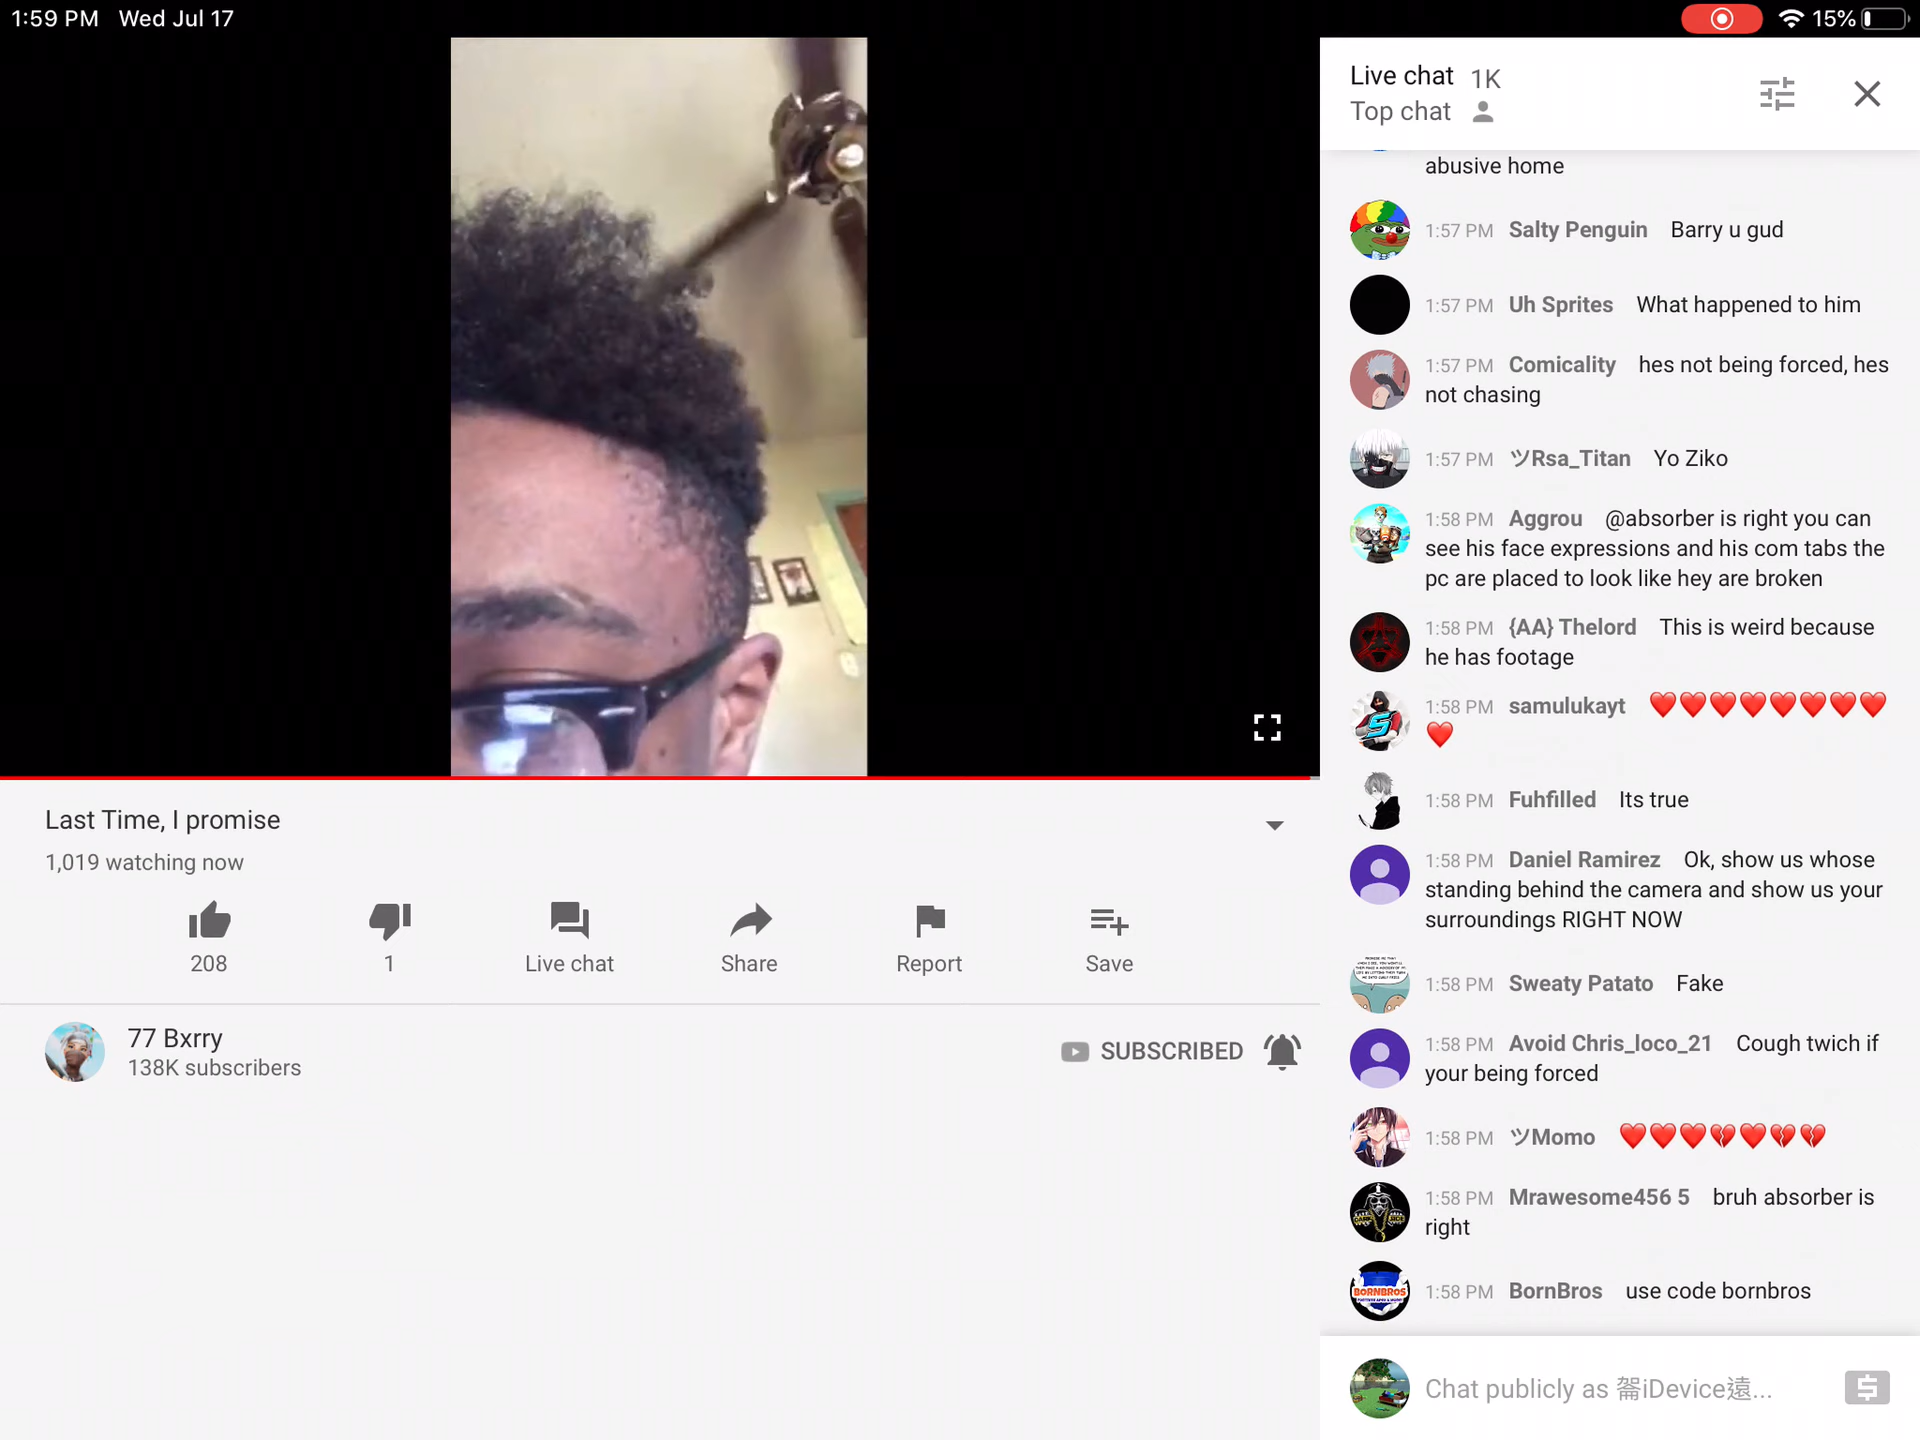 1:59 PM Wed Jul 17
15%
Last Time, I promise
1,019 watching now
208
1
Live chat
Share
Report
Save
77 Bxrry
138K subscribers
SUBSCRIBED
Live chat 1K
Top chat
abusive home
1:57 PM Salty Penguin Barry u gud
1:57 PM Uh Sprites What happened to him
1:57 PM Comicality hes not being forced, hes
not chasing
1:57 PM ツRsa_Titan Yo Ziko
1:58 PM Aggrou @absorber is right you can
see his face expressions and his com tabs the
pc are placed to look like hey are broken
1:58 PM {AA} Thelord This is weird because
he has footage
1:58 PM samulukayt ❤️❤️❤️❤️❤️❤️❤️❤️
❤️
1:58 PM Fuhfilled Its true
1:58 PM Daniel Ramirez Ok, show us whose
standing behind the camera and show us your
surroundings RIGHT NOW
1:58 PM Sweaty Patato Fake
1:58 PM Avoid Chris_loco_21 Cough twich if
your being forced
1:58 PM ツMomo ❤️❤️❤️💔❤️💔💔
1:58 PM Mrawesome456 5 bruh absorber is
right
BORNBROS
1:58 PM BornBros use code bornbros
Chat publicly as 罶iDevice遠...